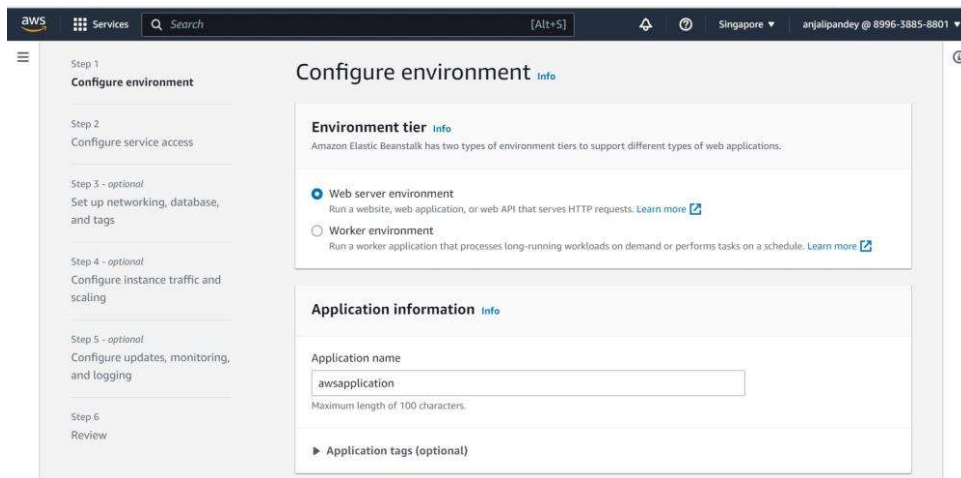 aws Services Search [Alt+S] Singapore ▼ anjalipandey @ 8996-3885-8801 ▼
Step 1
Configure environment
Step 2
Configure service access
Step 3 - optional
Set up networking, database,
and tags
Step 4 - optional
Configure instance traffic and
scaling
Step 5 - optional
Configure updates, monitoring,
and logging
Step 6
Review
Configure environment Info
Environment tier Info
Amazon Elastic Beanstalk has two types of environment tiers to support different types of web applications.
Web server environment
Run a website, web application, or web API that serves HTTP requests. Learn more
Worker environment
Run a worker application that processes long-running workloads on demand or performs tasks on a schedule. Learn more
Application information Info
Application name
awsapplication
Maximum length of 100 characters.
▶ Application tags (optional)